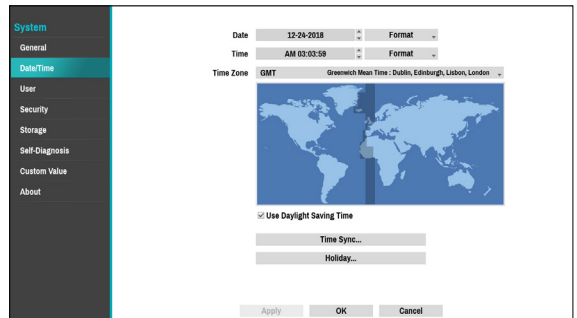 System
General
Date/Time
User
Security
Storage
Self-Diagnosis
Custom Value
About
Date 12-24-2018 Format
Time AM 03:03:59 Format
Time Zone GMT Greenwich Mean Time : Dublin, Edinburgh, Lisbon, London
Use Daylight Saving Time
Time Sync...
Holiday...
Apply OK Cancel